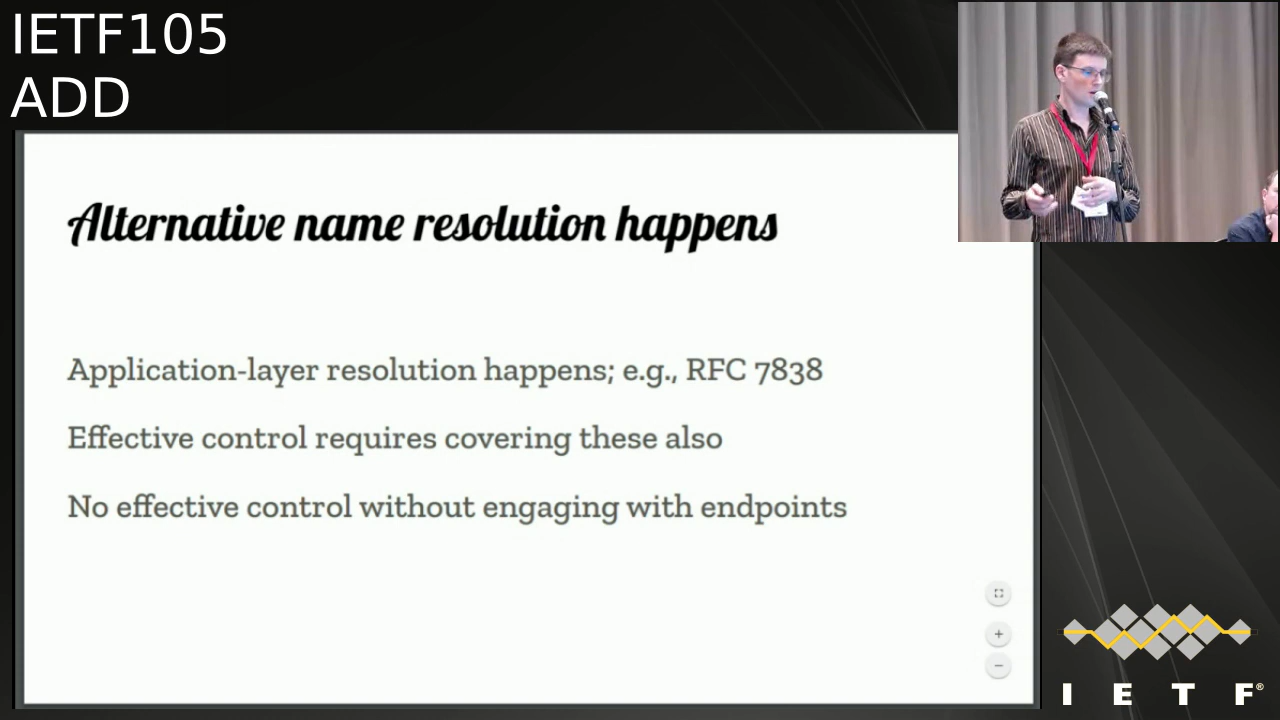 IETF105
ADD
Alternative name resolution happens
Application-layer resolution happens; e.g., RFC 7838
Effective control requires covering these also
No effective control without engaging with endpoints
I E T F®